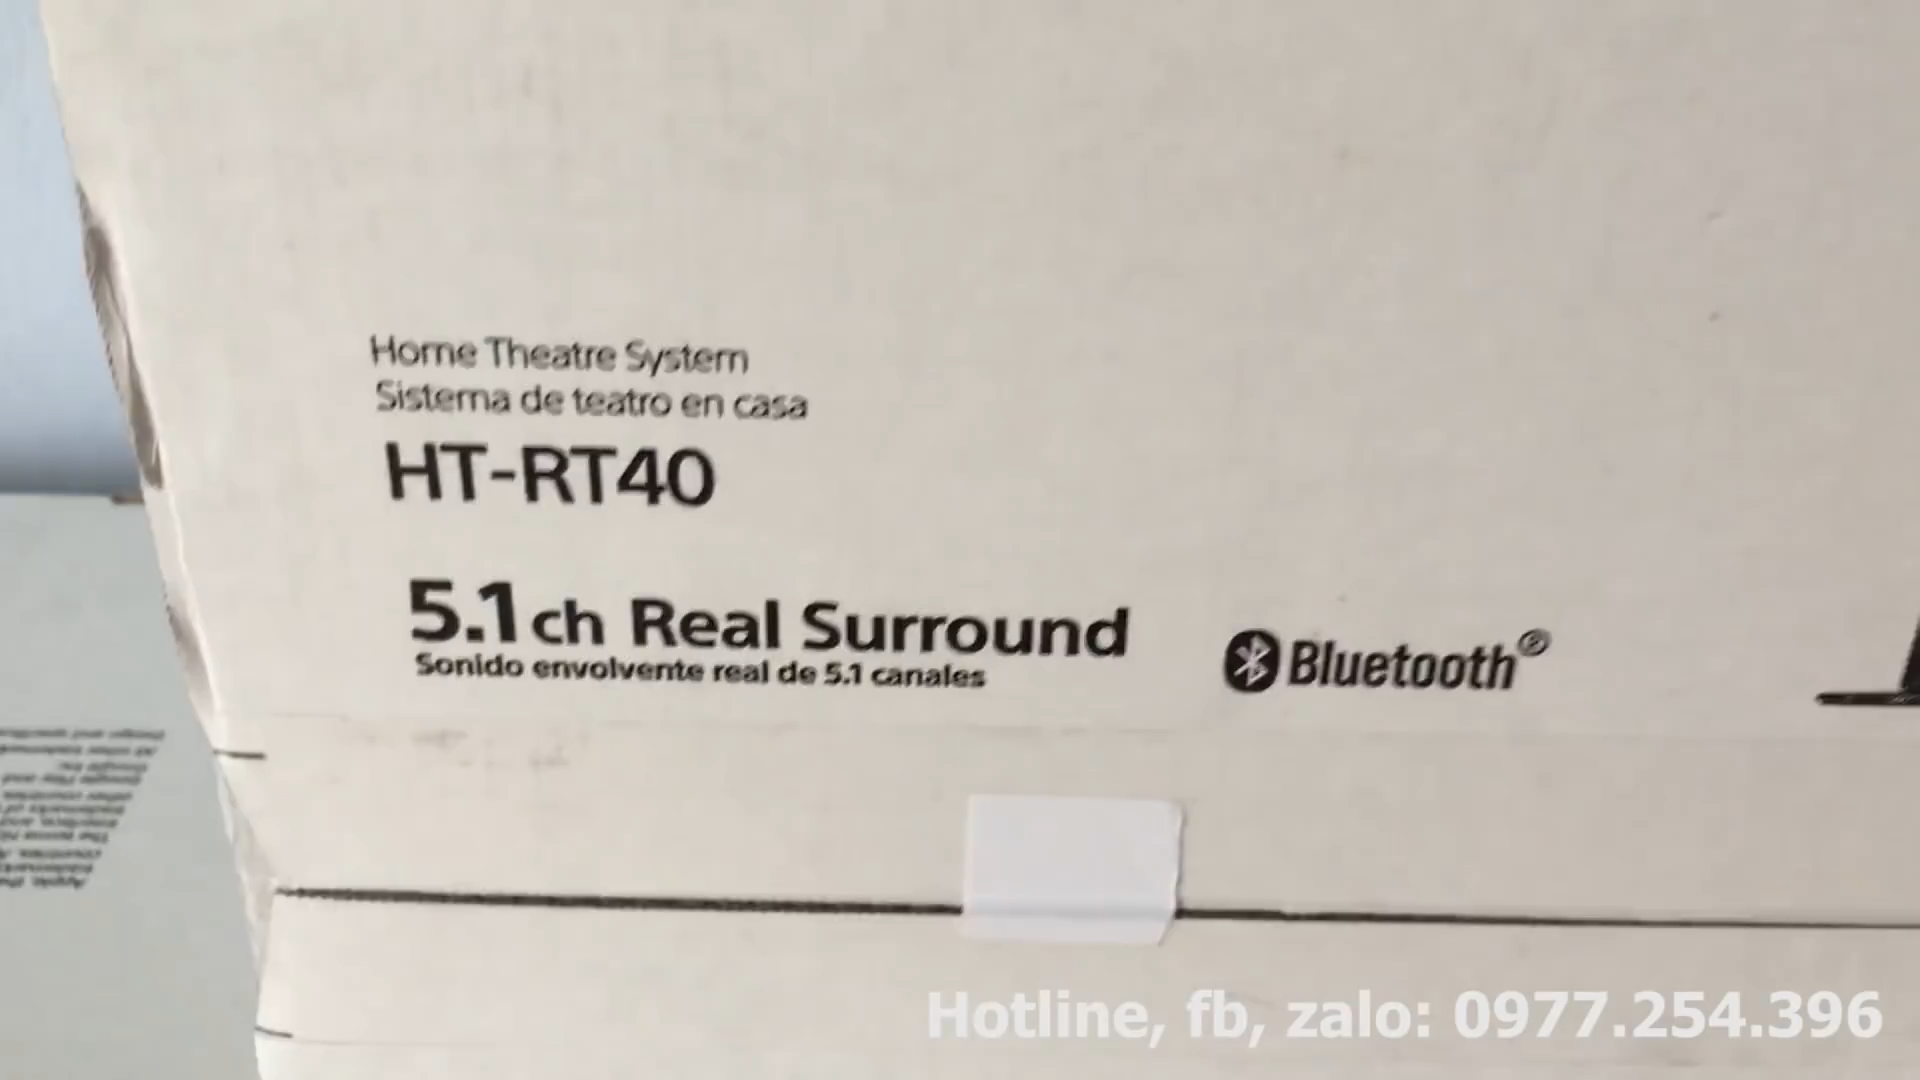 Home Theatre System
Sistema de teatro en casa
HT-RT40
5.1ch Real Surround
Sonido envolvente real de 5.1 canales
Bluetooth®
Hotline, fb, zalo: 0977.254.396